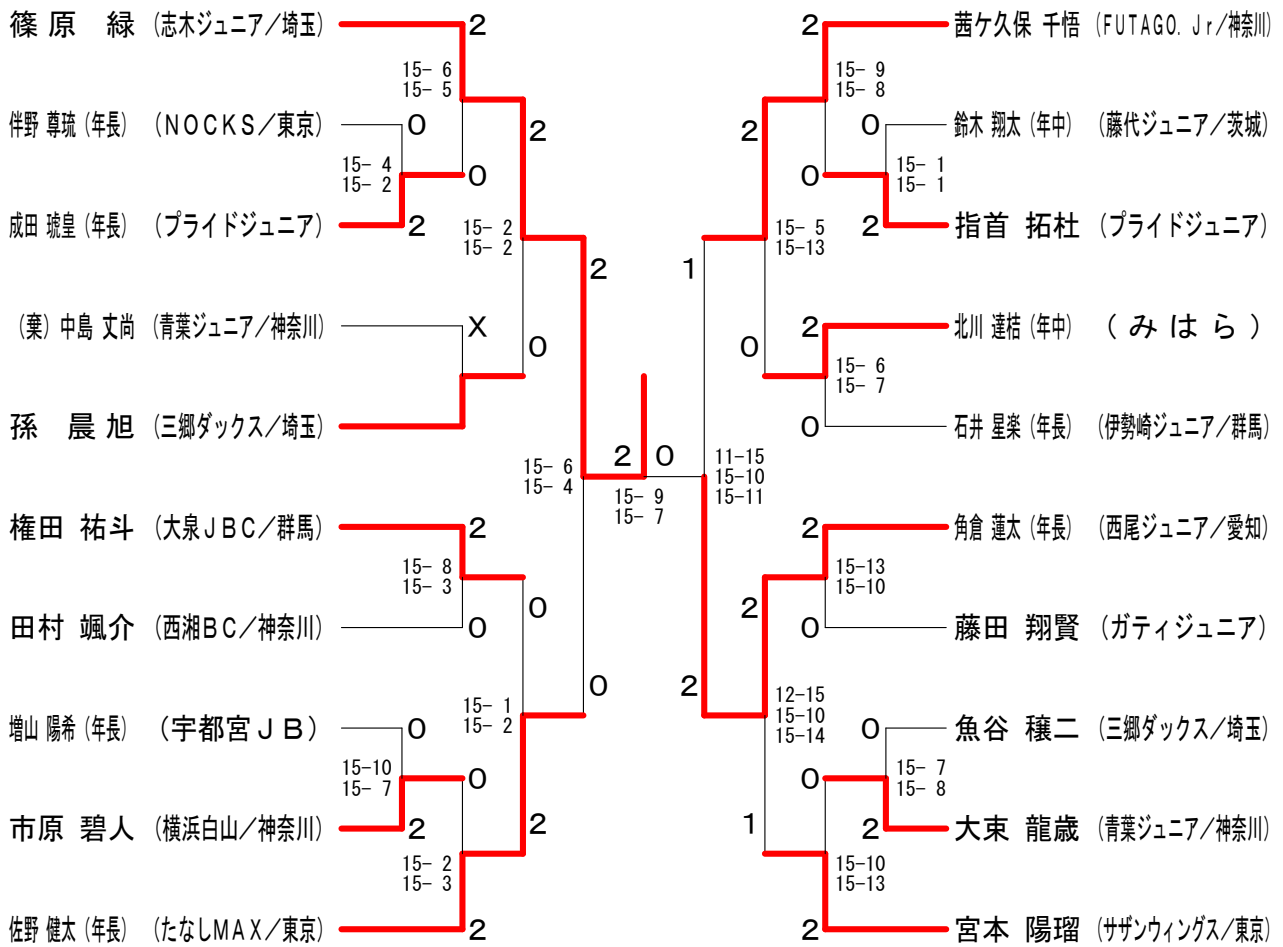 篠原 緑 (志木ジュニア／埼玉) 2
15- 6
15- 5
伴野 尊琉 (年長) (ＮＯＣＫＳ／東京) 0
2
15- 4
15- 2
0
成田 琥皇 (年長) (プライドジュニア) 2
15- 2
15- 2
2
(棄) 中島 丈尚 (青葉ジュニア／神奈川) X
0
孫 晨旭 (三郷ダックス／埼玉)
15- 6
15- 4
2 0
15- 9
15- 7
権田 祐斗 (大泉ＪＢＣ／群馬) 2
15- 8
15- 3
0
田村 颯介 (西湘ＢＣ／神奈川) 0
0
15- 1
15- 2
増山 陽希 (年長) (宇都宮ＪＢ) 0
15-10
15- 7
0
市原 碧人 (横浜白山／神奈川) 2
2
15- 2
15- 3
佐野 健太 (年長) (たなしＭＡＸ／東京) 2
2 茜ケ久保 千悟 (FUTAGO. Jr／神奈川)
15- 9
15- 8
2
0 鈴木 翔太 (年中) (藤代ジュニア／茨城)
15- 1
15- 1
0
2 指首 拓杜 (プライドジュニア)
15- 5
15-13
1
2 北川 達桔 (年中) (みはら)
0
15- 6
15- 7
0 石井 星楽 (年長) (伊勢崎ジュニア／群馬)
11-15
15-10
15-11
2 角倉 蓮太 (年長) (西尾ジュニア／愛知)
15-13
15-10
2
0 藤田 翔賢 (ガティジュニア)
2
12-15
15-10
15-14
0 魚谷 穣二 (三郷ダックス／埼玉)
15- 7
15- 8
0
2 大束 龍歳 (青葉ジュニア／神奈川)
1
15-10
15-13
2 宮本 陽瑠 (サザンウィングス／東京)